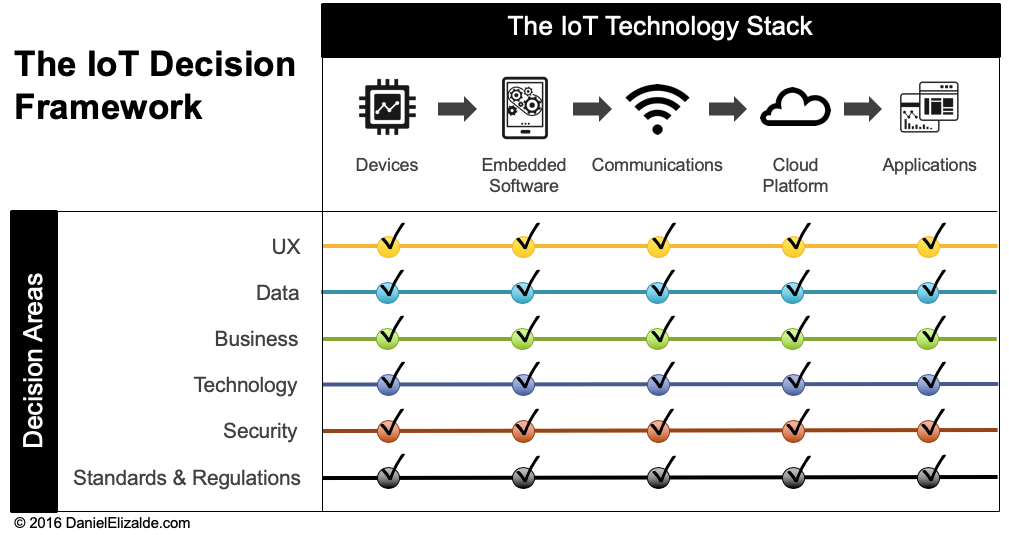 The IoT Decision
Framework
The IoT Technology Stack
Devices
Embedded
Software
Communications
Cloud
Platform
Applications
Decision Areas
UX
Data
Business
Technology
Security
Standards & Regulations
© 2016 DanielElizalde.com